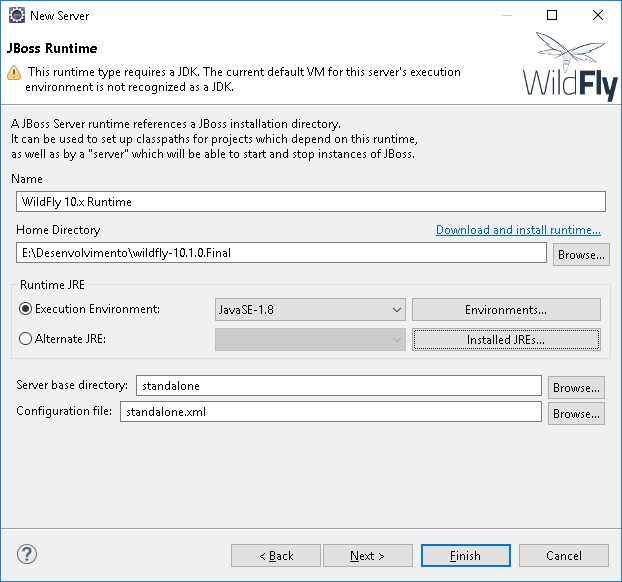 New Server
JBoss Runtime
This runtime type requires a JDK. The current default VM for this server's execution
environment is not recognized as a JDK.
WildFly
A JBoss Server runtime references a JBoss installation directory.
It can be used to set up classpaths for projects which depend on this runtime,
as well as by a "server" which will be able to start and stop instances of JBoss.
Name
WildFly 10.x Runtime
Home Directory Download and install runtime...
E:\Desenvolvimento\wildfly-10.1.0.Final Browse...
Runtime JRE
Execution Environment: JavaSE-1.8 Environments...
Alternate JRE: Installed JREs...
Server base directory: standalone Browse...
Configuration file: standalone.xml Browse...
? < Back Next > Finish Cancel